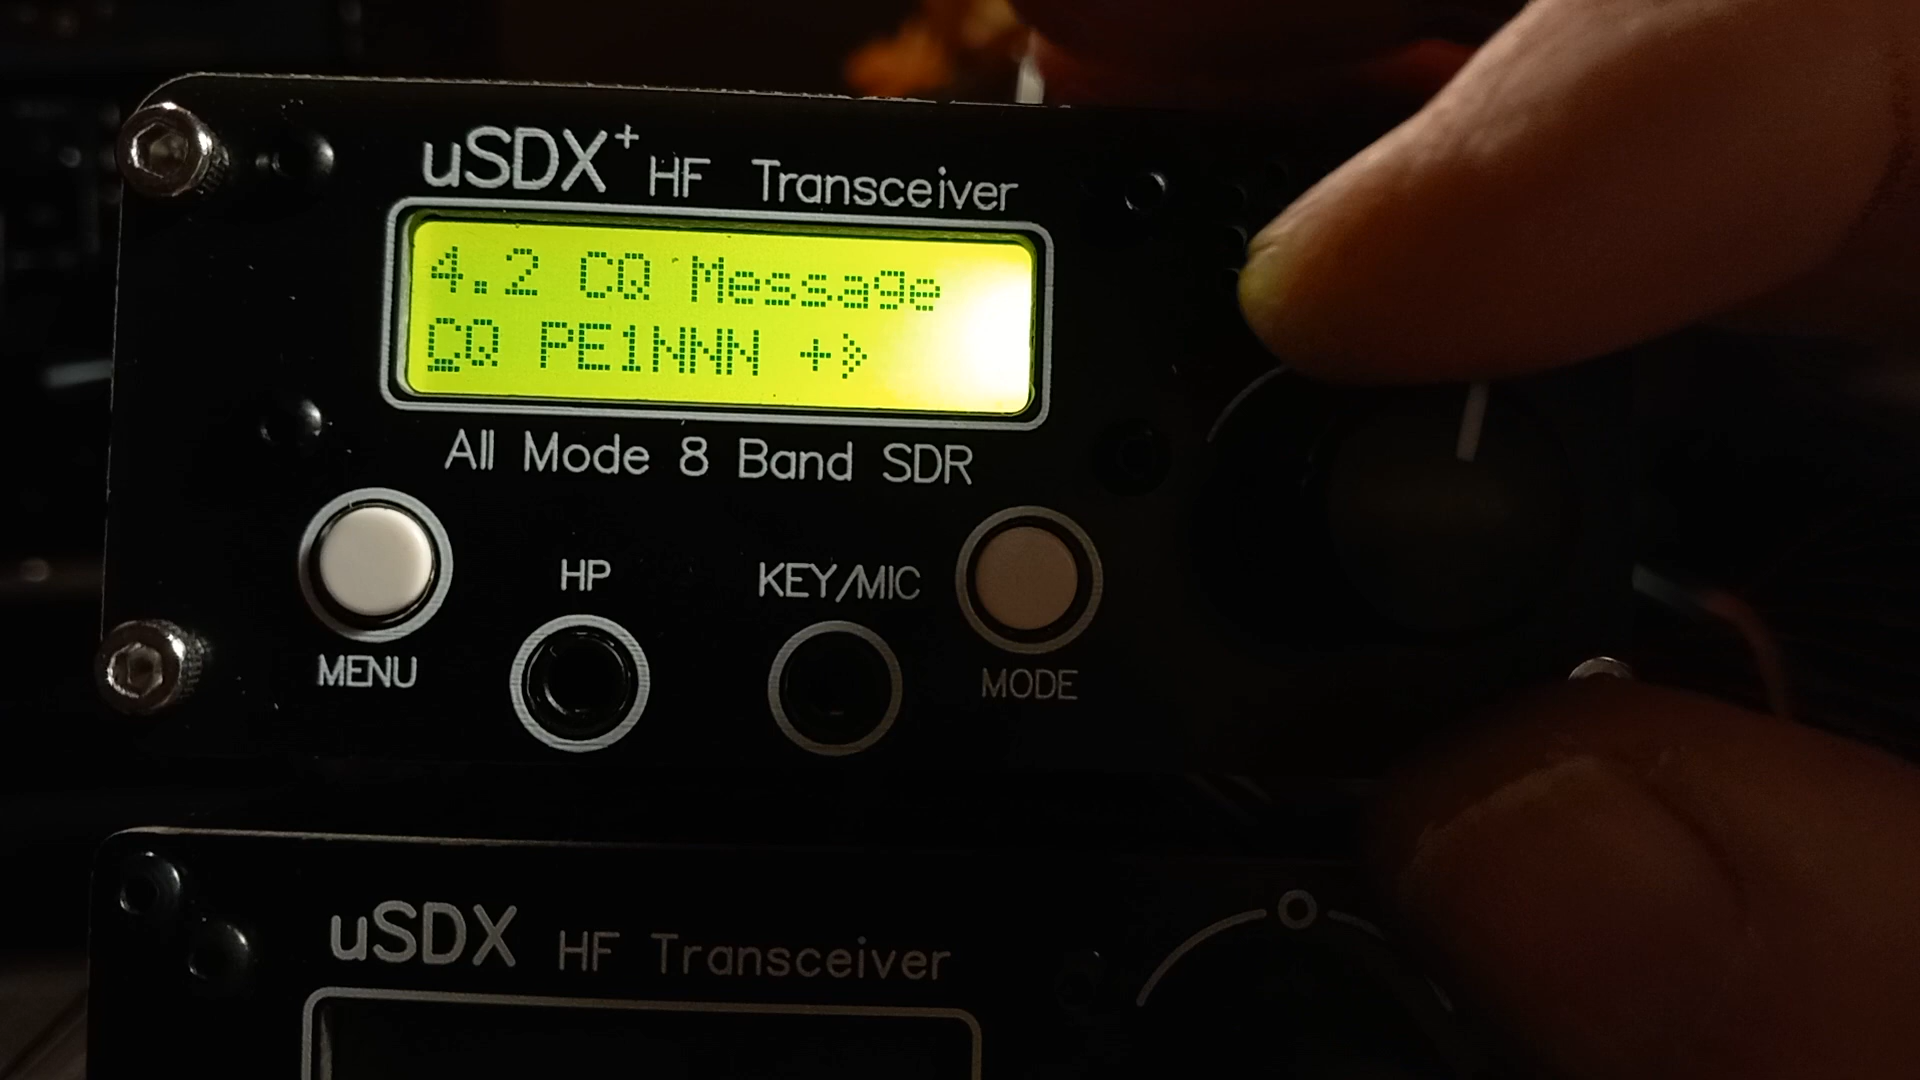 uSDX+ HF Transceiver
4.2 CQ Message
CQ PE1NNN +»
All Mode 8 Band SDR
HP
KEY/MIC
MENU
MODE
uSDX HF Transceiver